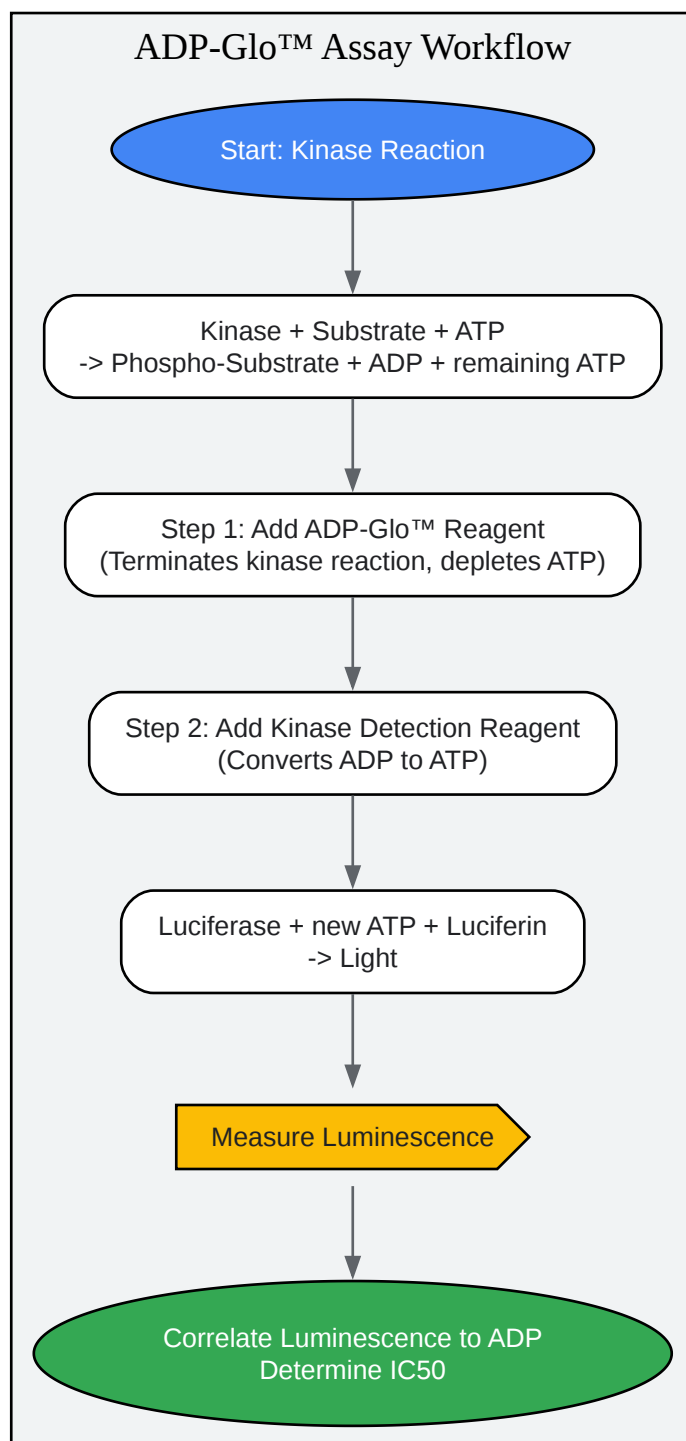 ADP-Glo™ Assay Workflow
Start: Kinase Reaction
Kinase + Substrate + ATP
-> Phospho-Substrate + ADP + remaining ATP
Step 1: Add ADP-Glo™ Reagent
(Terminates kinase reaction, depletes ATP)
Step 2: Add Kinase Detection Reagent
(Converts ADP to ATP)
Luciferase + new ATP + Luciferin
-> Light
Measure Luminescence
Correlate Luminescence to ADP
Determine IC50